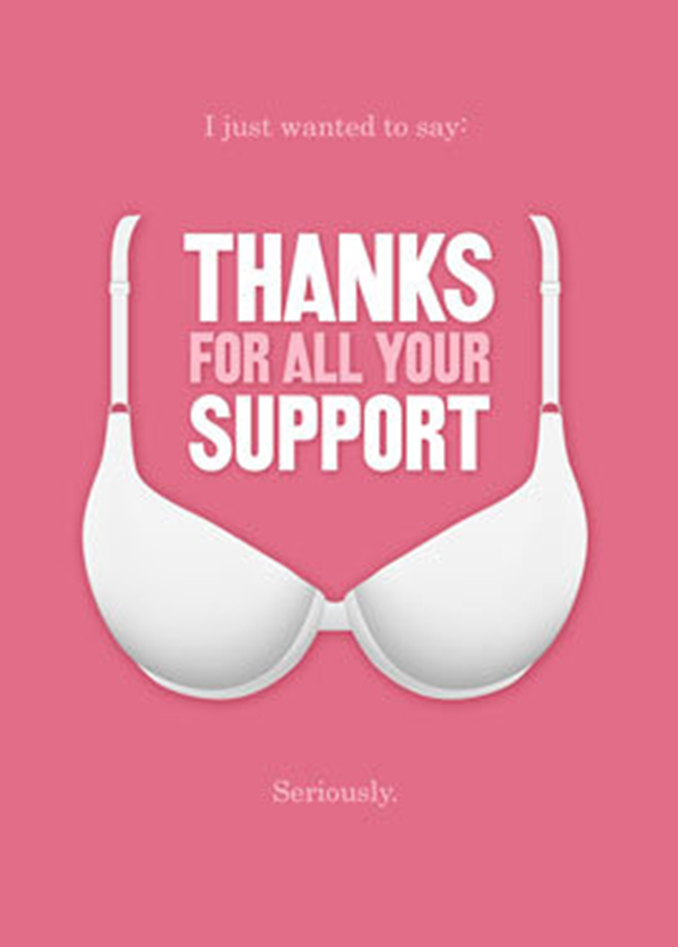 I just wanted to say:
THANKS
FOR ALL YOUR
SUPPORT
Seriously.